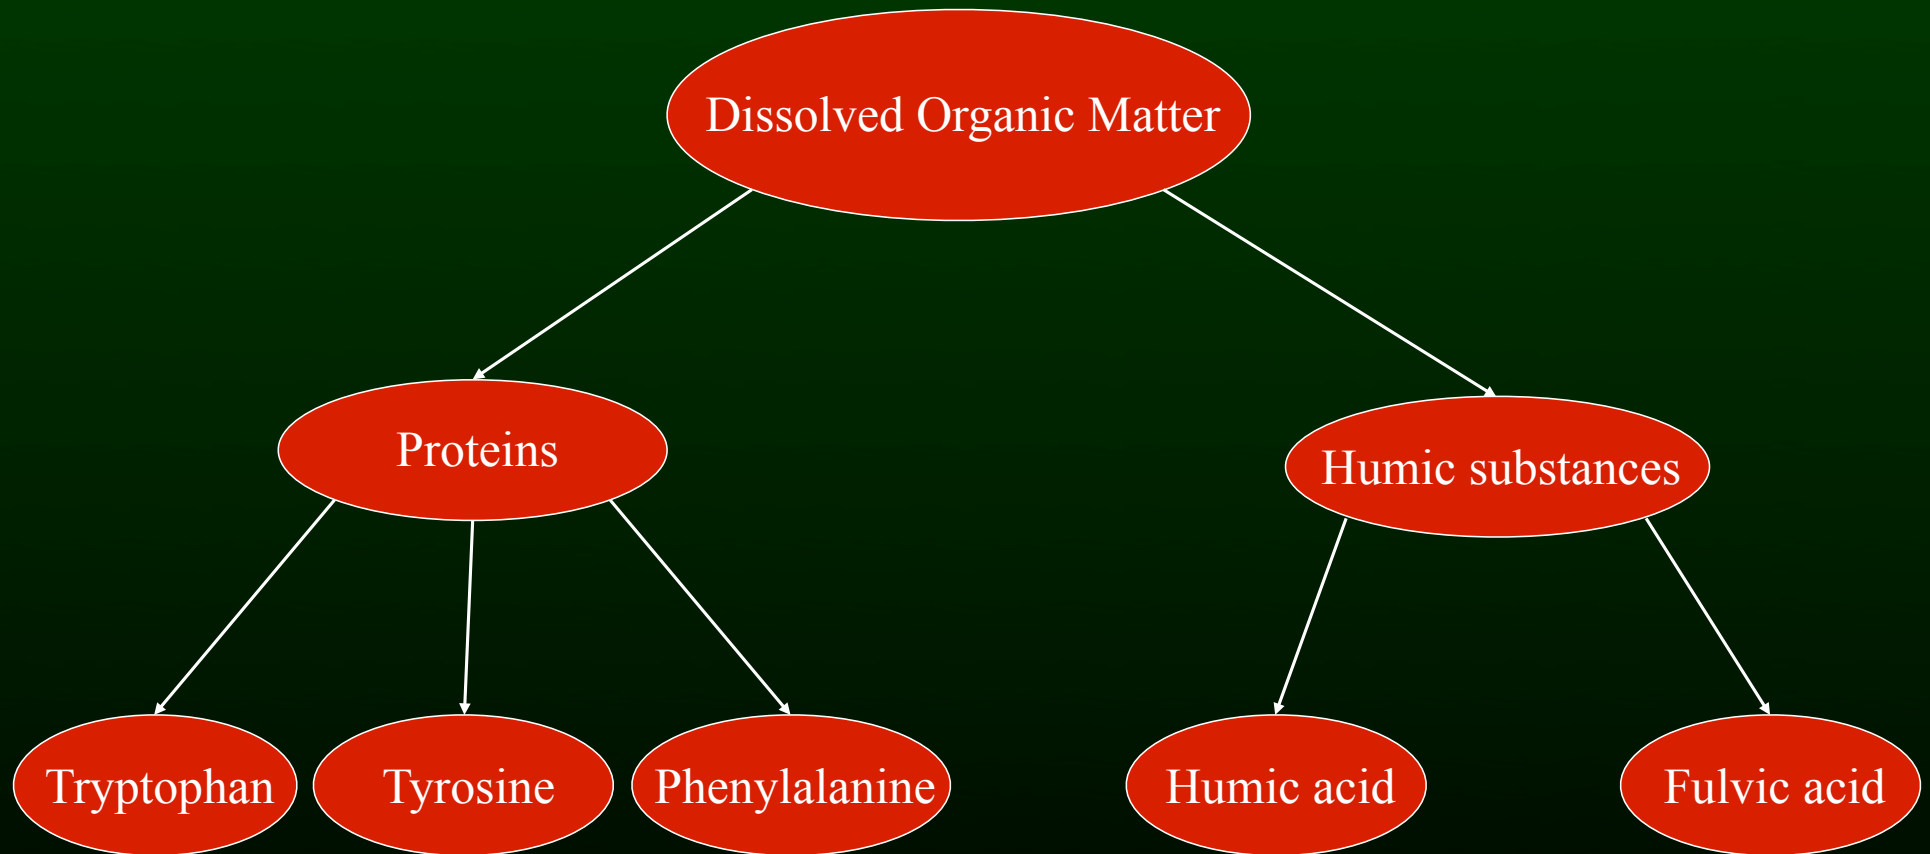 Dissolved Organic Matter
Proteins
Humic substances
Tryptophan
Tyrosine
Phenylalanine
Humic acid
Fulvic acid